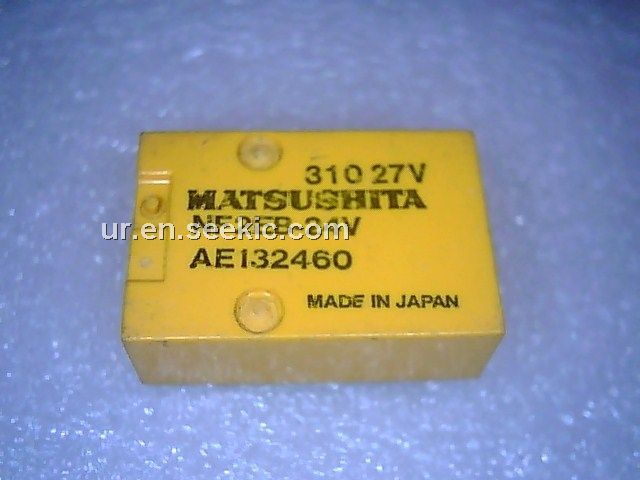 310 27V
MATSUSHITA
ur.en.seekic.com
AE132460
MADE IN JAPAN